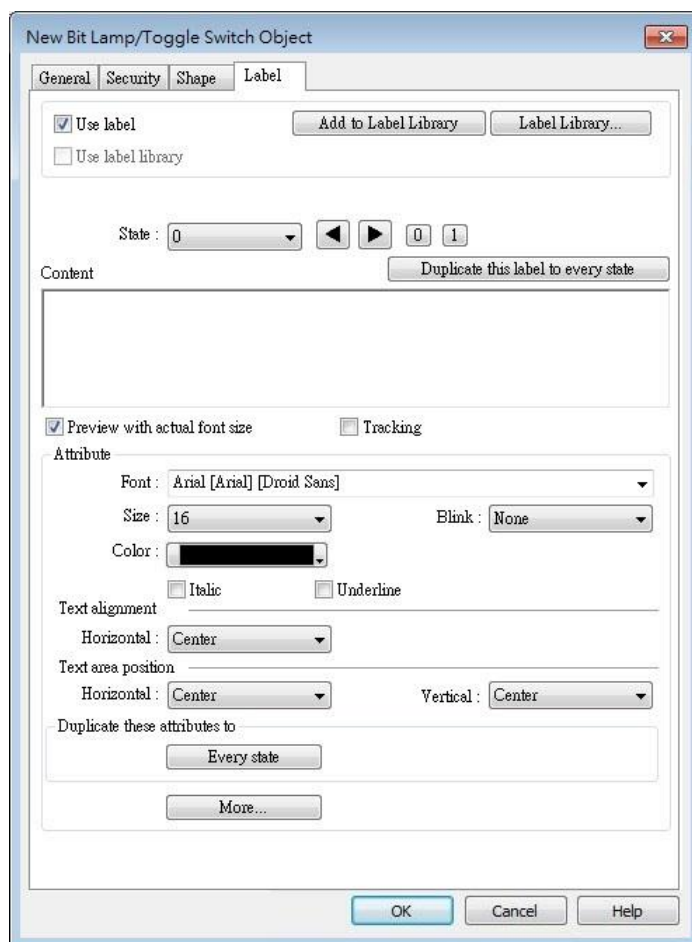 New Bit Lamp/Toggle Switch Object
General Security Shape Label
Use label Add to Label Library Label Library...
Use label library
State : 0 0 1
Content Duplicate this label to every state
Preview with actual font size Tracking
Attribute
Font : Arial [Arial] [Droid Sans]
Size : 16 Blink : None
Color :
Italic Underline
Text alignment
Horizontal : Center
Text area position
Horizontal : Center Vertical : Center
Duplicate these attributes to
Every state
More...
OK Cancel Help